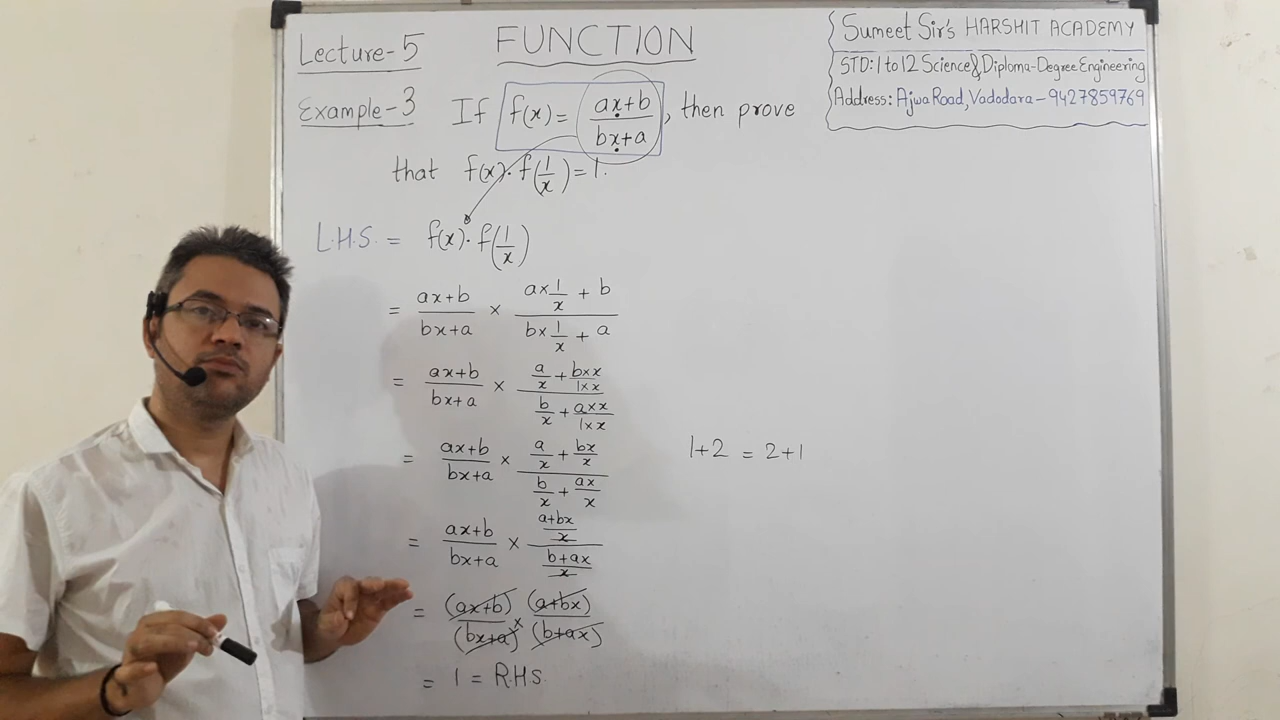 Lecture-5
FUNCTION
Sumeet Sir's HARSHIT ACADEMY
STD: 1 to 12 Science & Diploma-Degree Engineering
Address: Ajwa Road, Vadodara - 9427859769
Example-3 If f(x) = (ax+b)/(bx+a), then prove
that f(x)·f(1/x) = 1.
L.H.S. = f(x)·f(1/x)
= (ax+b)/(bx+a) × (a×1/x + b)/(b×1/x + a)
= (ax+b)/(bx+a) × (a/x + b×x/1×x)/(b/x + a×x/1×x)
= (ax+b)/(bx+a) × (a/x + bx/x)/(b/x + ax/x)
1+2 = 2+1
= (ax+b)/(bx+a) × ((a+bx)/x)/((b+ax)/x)
= (ax+b)/(bx+a) × (a+bx)/(b+ax)
= 1 = R.H.S.